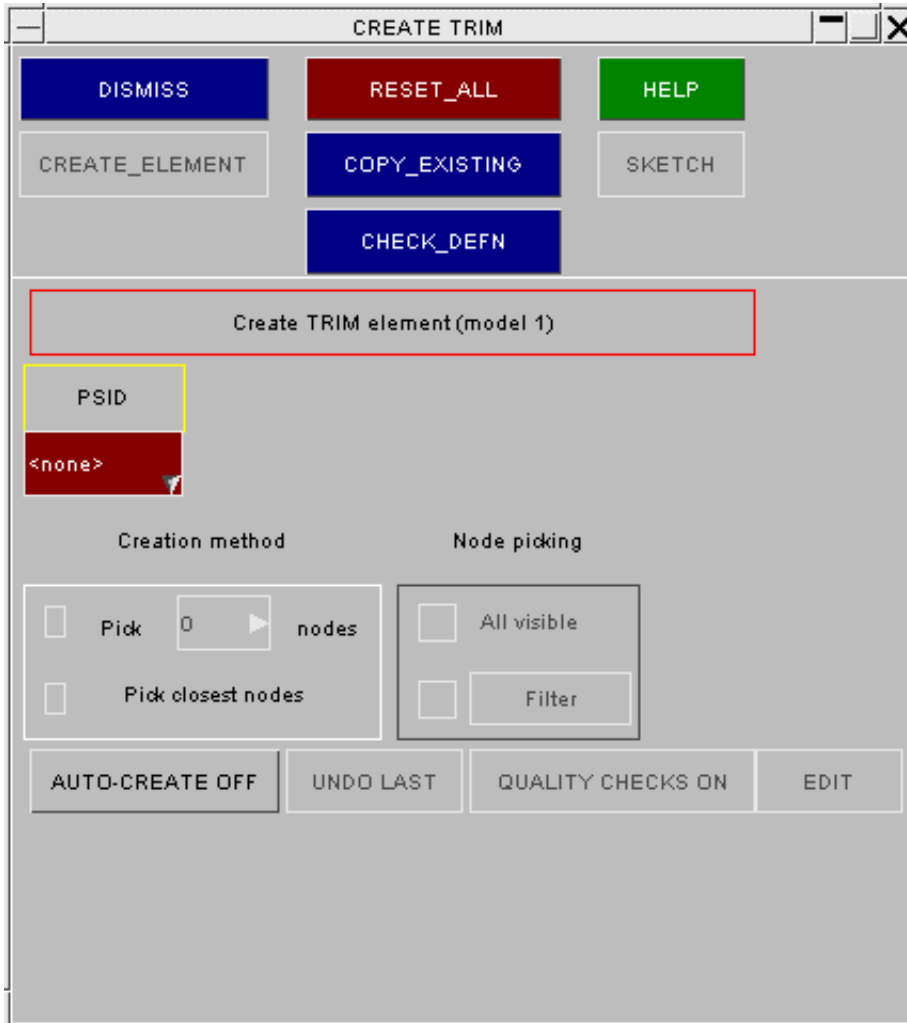 CREATE TRIM
DISMISS RESET_ALL HELP
CREATE_ELEMENT COPY_EXISTING SKETCH
CHECK_DEFN
Create TRIM element (model 1)
PSID
<none>
Creation method Node picking
Pick 0 nodes All visible
Pick closest nodes Filter
AUTO-CREATE OFF UNDO LAST QUALITY CHECKS ON EDIT